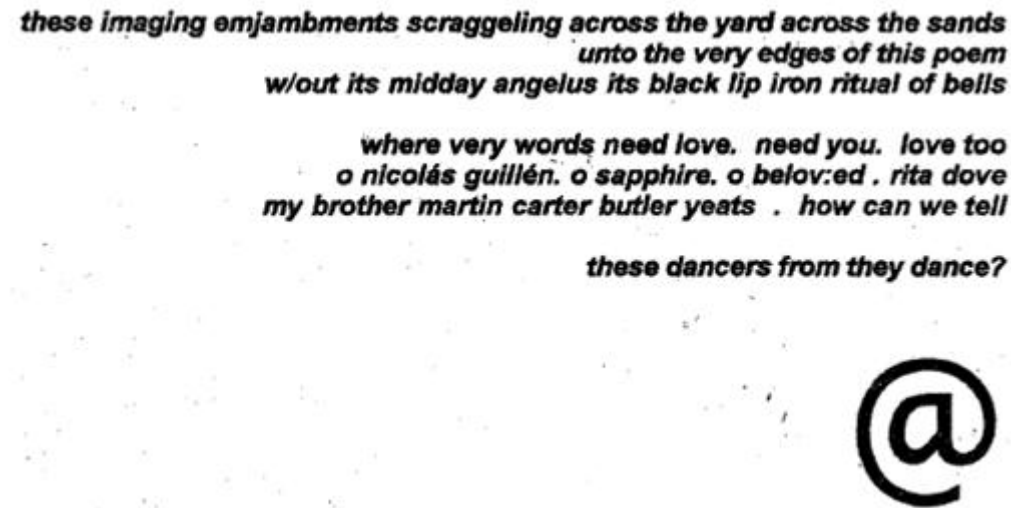 these imaging emjambments scraggeling across the yard across the sands
unto the very edges of this poem
w/out its midday angelus its black lip iron ritual of bells
where very words need love. need you. love too
o nicolás guillén. o sapphire. o belov:ed . rita dove
my brother martin carter butler yeats . how can we tell
these dancers from they dance?
@